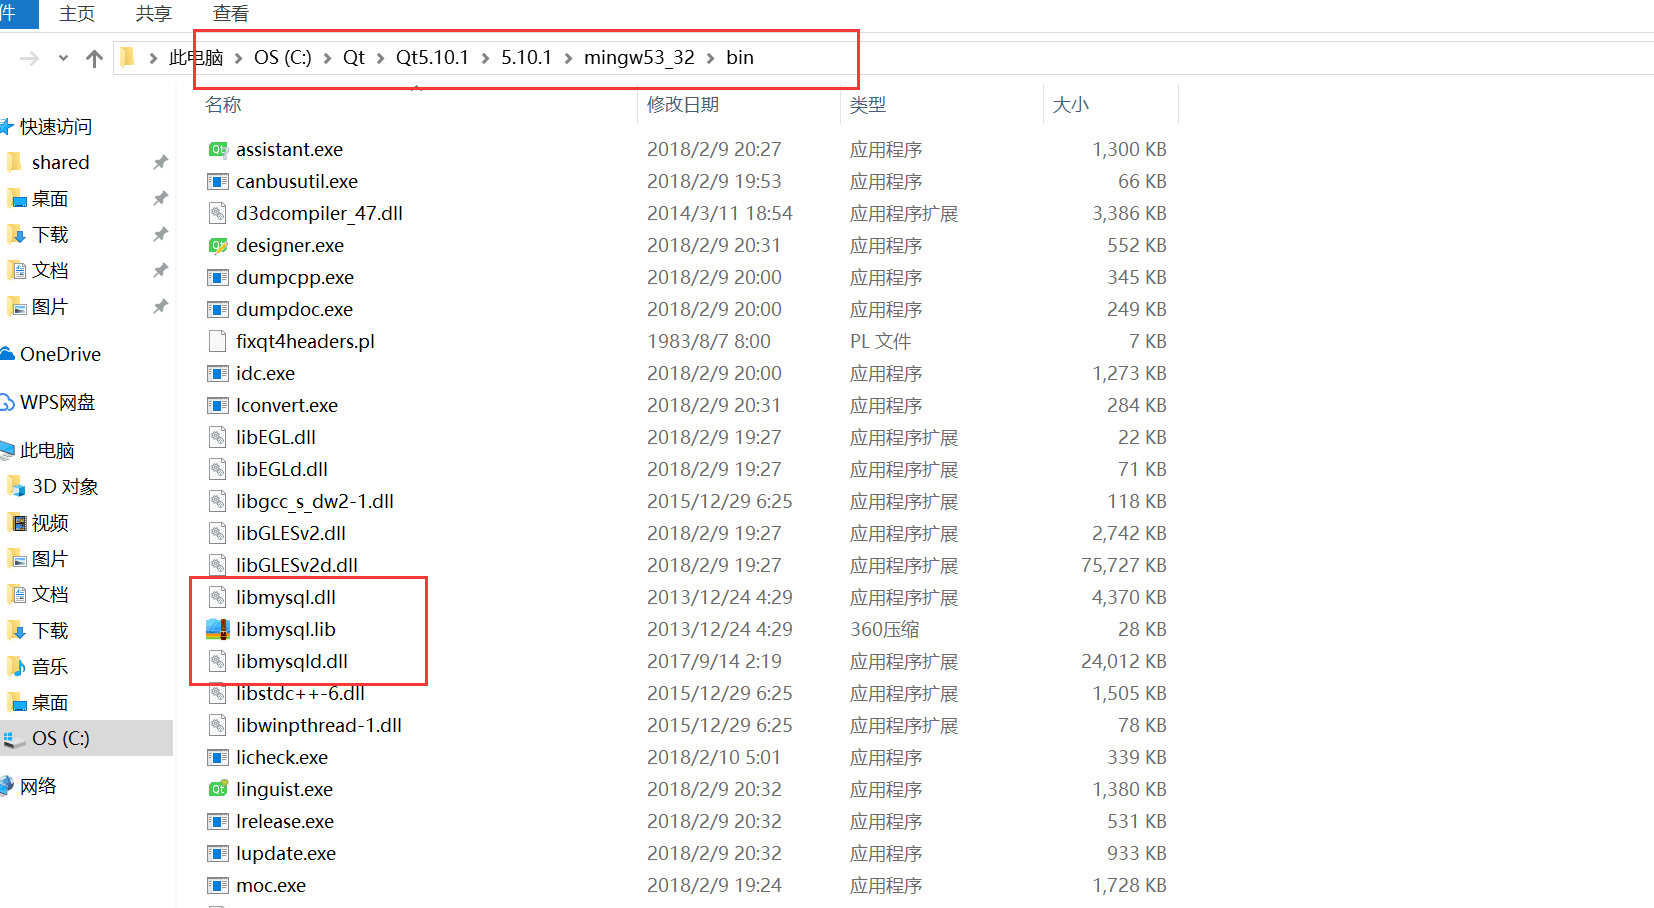 件 主页 共享 查看
此电脑 OS (C:) Qt Qt5.10.1 5.10.1 mingw53_32 bin
名称 修改日期 类型 大小
快速访问
shared
桌面
下载
文档
图片
OneDrive
WPS网盘
此电脑
3D 对象
视频
图片
文档
下载
音乐
桌面
OS (C:)
网络
assistant.exe 2018/2/9 20:27 应用程序 1,300 KB
canbusutil.exe 2018/2/9 19:53 应用程序 66 KB
d3dcompiler_47.dll 2014/3/11 18:54 应用程序扩展 3,386 KB
designer.exe 2018/2/9 20:31 应用程序 552 KB
dumpcpp.exe 2018/2/9 20:00 应用程序 345 KB
dumpdoc.exe 2018/2/9 20:00 应用程序 249 KB
fixqt4headers.pl 1983/8/7 8:00 PL 文件 7 KB
idc.exe 2018/2/9 20:00 应用程序 1,273 KB
lconvert.exe 2018/2/9 20:31 应用程序 284 KB
libEGL.dll 2018/2/9 19:27 应用程序扩展 22 KB
libEGLd.dll 2018/2/9 19:27 应用程序扩展 71 KB
libgcc_s_dw2-1.dll 2015/12/29 6:25 应用程序扩展 118 KB
libGLESv2.dll 2018/2/9 19:27 应用程序扩展 2,742 KB
libGLESv2d.dll 2018/2/9 19:27 应用程序扩展 75,727 KB
libmysql.dll 2013/12/24 4:29 应用程序扩展 4,370 KB
libmysql.lib 2013/12/24 4:29 360压缩 28 KB
libmysqld.dll 2017/9/14 2:19 应用程序扩展 24,012 KB
libstdc++-6.dll 2015/12/29 6:25 应用程序扩展 1,505 KB
libwinpthread-1.dll 2015/12/29 6:25 应用程序扩展 78 KB
licheck.exe 2018/2/10 5:01 应用程序 339 KB
linguist.exe 2018/2/9 20:32 应用程序 1,380 KB
lrelease.exe 2018/2/9 20:32 应用程序 531 KB
lupdate.exe 2018/2/9 20:32 应用程序 933 KB
moc.exe 2018/2/9 19:24 应用程序 1,728 KB